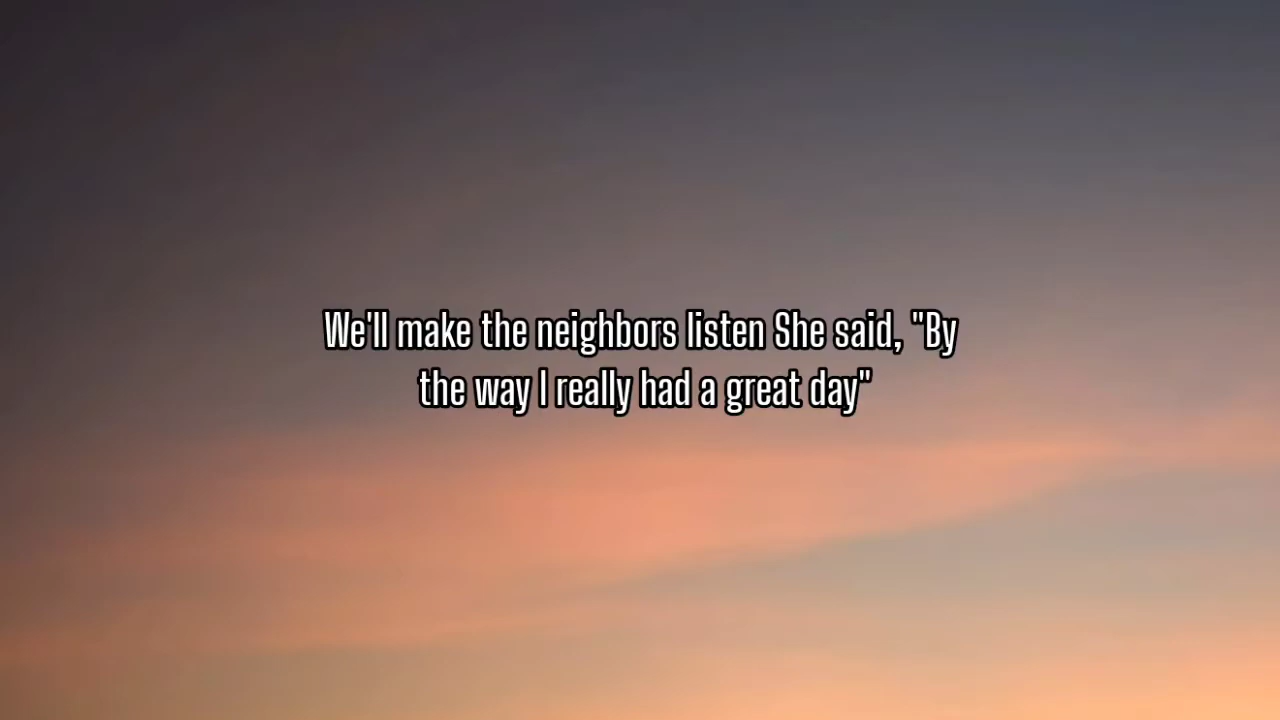 We'll make the neighbors listen She said, "By
the way I really had a great day"